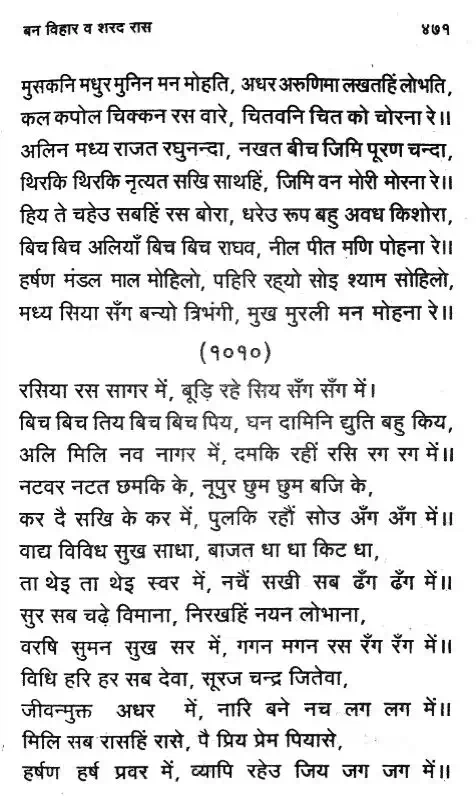 बन विहार व शरद रास ४७१
मुसकनि मधुर मुनिन मन मोहति, अधर अरुणिमा लखतहिं लोभति,
कल कपोल चिक्कन रस वारे, चितवनि चित को चोरना रे॥
अलिन मध्य राजत रघुनन्दा, नखत बीच जिमि पूरण चन्दा,
थिरकि थिरकि नृत्यत सखि साथहिं, जिमि वन मोरी मोरना रे॥
हिय ते चहेउ सबहिं रस बोरा, धरेउ रूप बहु अवध किशोरा,
बिच बिच अलियाँ बिच बिच राघव, नील पीत मणि पोहना रे॥
हर्षण मंडल माल मोहिलो, पहिरि रह्यो सोइ श्याम सोहिलो,
मध्य सिया सँग बन्यो त्रिभंगी, मुख मुरली मन मोहना रे॥
(१०१०)
रसिया रस सागर में, बूड़ि रहे सिय सँग सँग में।
बिच बिच तिय बिच बिच पिय, घन दामिनि द्युति बहु किय,
अलि मिलि नव नागर में, दमकि रहीं रसि रग रग में॥
नटवर नटत छमकि के, नूपुर छुम छुम बजि के,
कर दै सखि के कर में, पुलकि रहौं सोउ अँग अँग में॥
वाद्य विविध सुख साधा, बाजत धा धा किट धा,
ता थेइ ता थेइ स्वर में, नचैं सखी सब ढँग ढँग में॥
सुर सब चढ़े विमाना, निरखहिं नयन लोभाना,
वरषि सुमन सुख सर में, गगन मगन रस रँग रँग में॥
विधि हरि हर सब देवा, सूरज चन्द्र जितेवा,
जीवन्मुक्त अधर में, नारि बने नच लग लग में॥
मिलि सब रासहिं रासे, पै प्रिय प्रेम पियासे,
हर्षण हर्ष प्रवर में, व्यापि रहेउ जिय जग जग में॥